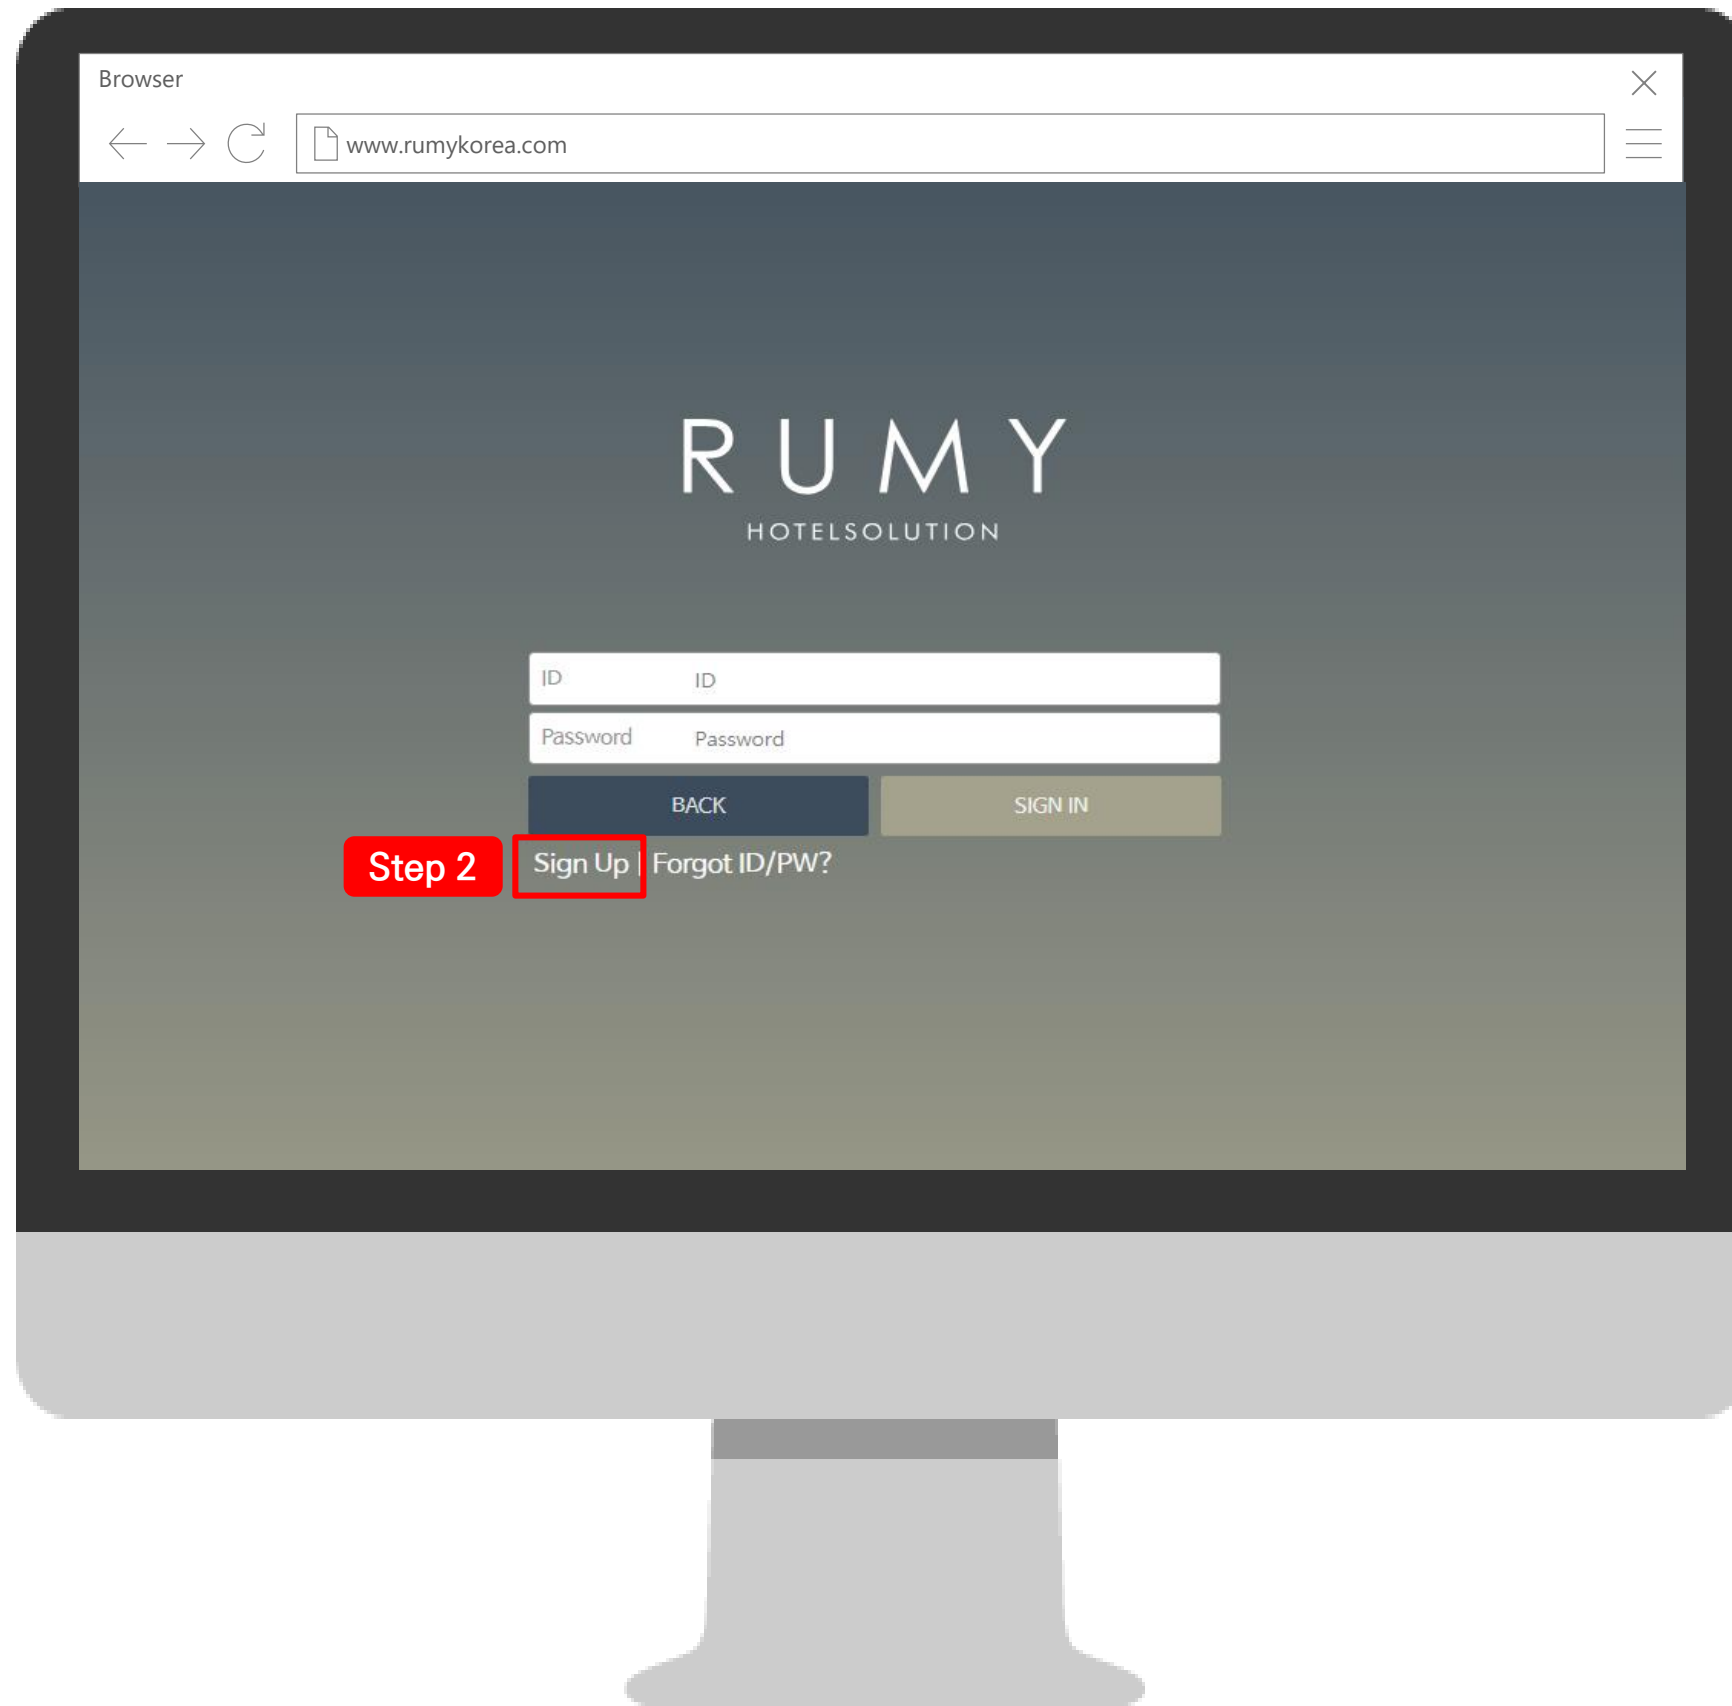 Browser
www.rumykorea.com
RUMY
HOTELSOLUTION
ID ID
Password Password
BACK SIGN IN
Step 2 Sign Up | Forgot ID/PW?